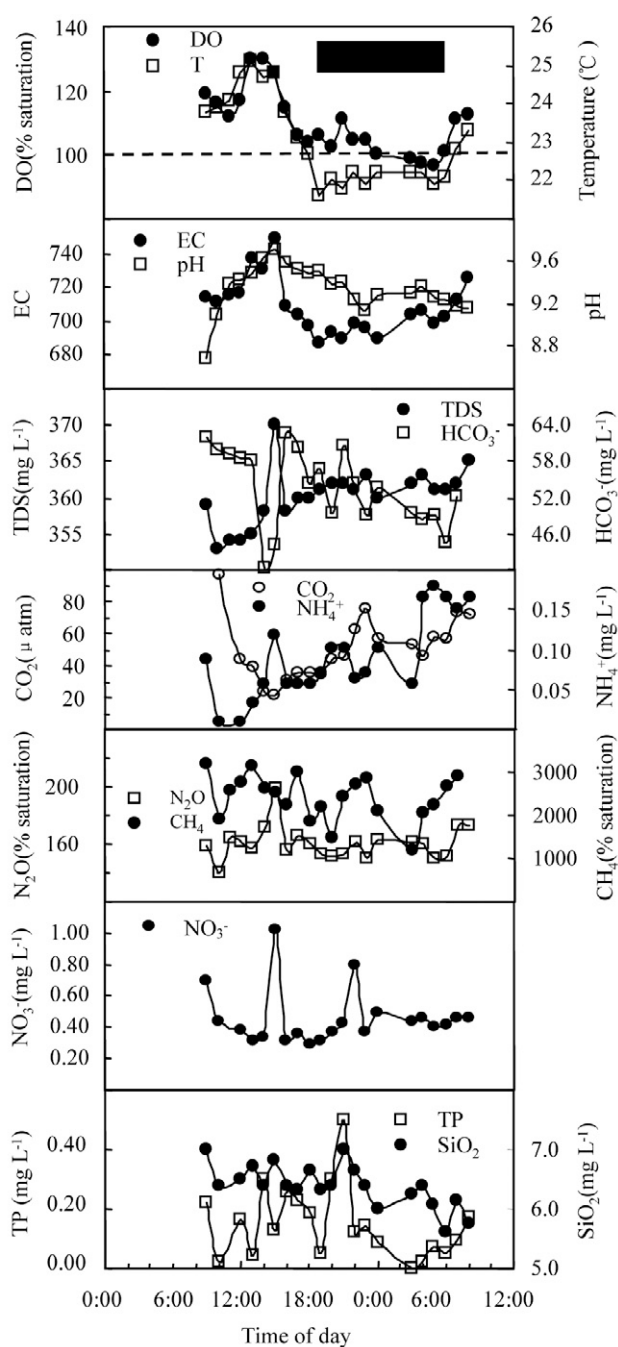 140
120
100
DO(% saturation)
DO
T
26
25
24
23
22
Temperature (℃)
740
720
700
680
EC
EC
pH
9.6
9.2
8.8
pH
370
365
360
355
TDS(mg L-1)
TDS
HCO3-
64.0
58.0
52.0
46.0
HCO3-(mg L-1)
80
60
40
20
CO2(μ atm)
CO2
NH4+
0.15
0.10
0.05
NH4+(mg L-1)
200
160
N2O(% saturation)
N2O
CH4
3000
2000
1000
CH4(% saturation)
1.00
0.80
0.60
0.40
0.20
NO3-(mg L-1)
NO3-
0.40
0.20
0.00
TP (mg L-1)
TP
SiO2
7.0
6.0
5.0
SiO2(mg L-1)
0:00 12:00 18:00 0:00 6:00 12:00
Time of day